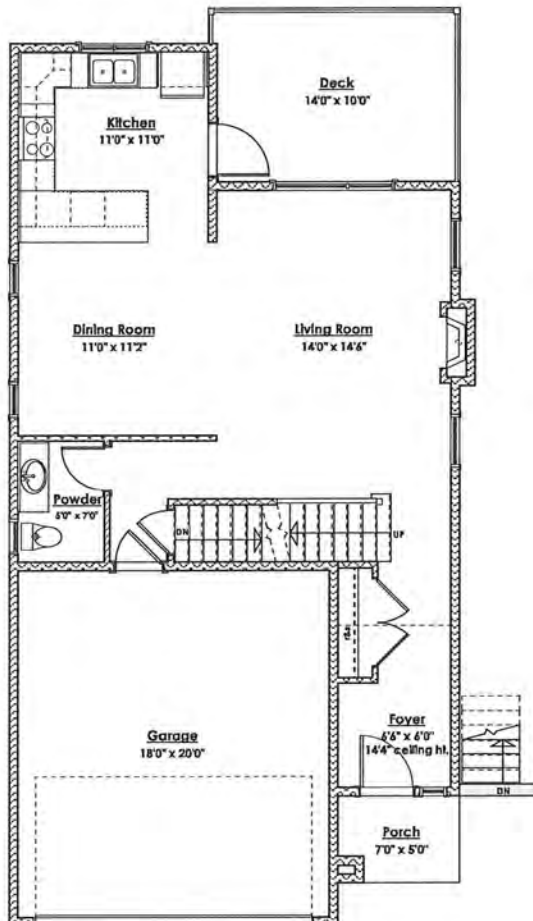 Deck
14'0" x 10'0"
Kitchen
11'0" x 11'0"
Dining Room
11'0" x 11'2"
Living Room
14'0" x 14'6"
Powder
5'0" x 7'0"
DN
UP
r&s
Foyer
6'6" x 6'0"
14'4" ceiling ht.
Garage
18'0" x 20'0"
DN
Porch
7'0" x 5'0"